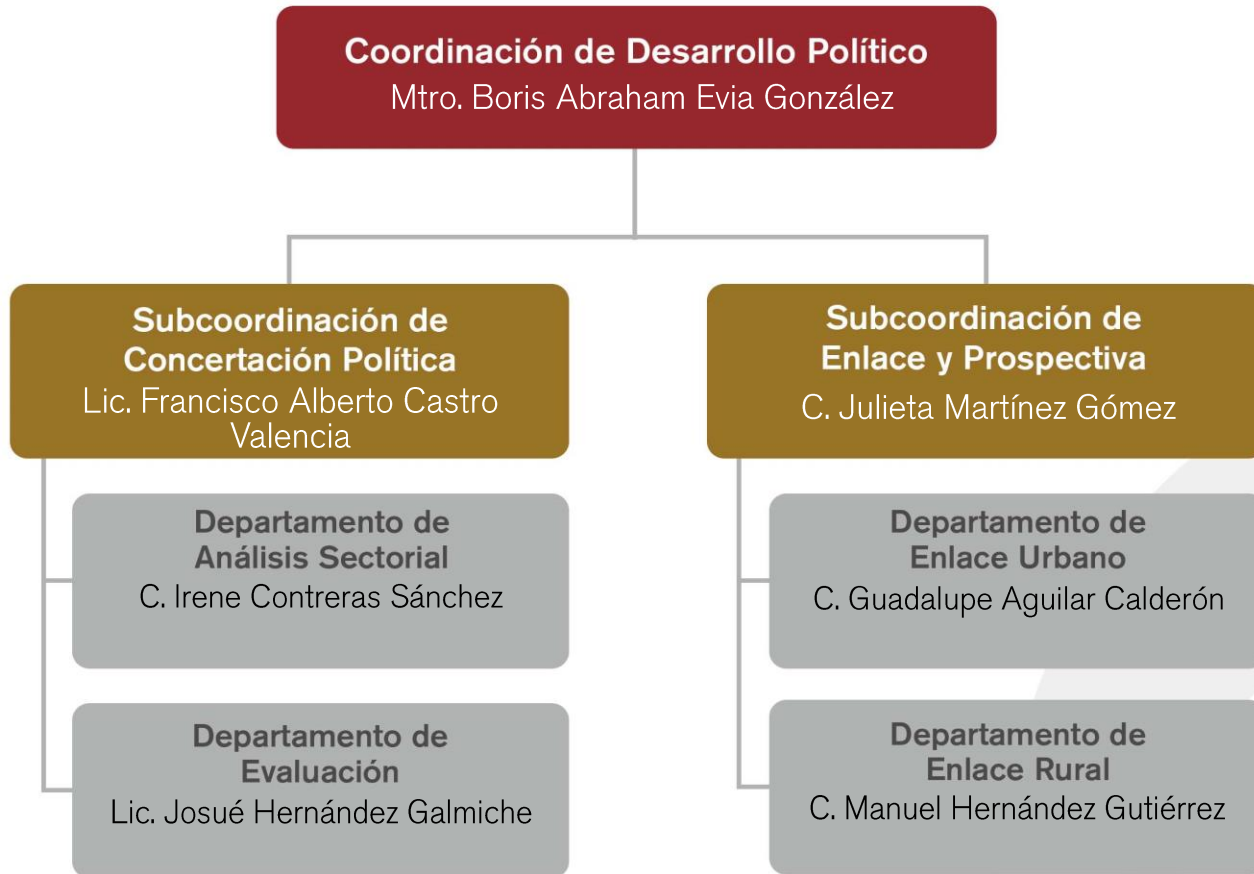 Coordinación de Desarrollo Político
Mtro. Boris Abraham Evia González
Subcoordinación de
Concertación Política
Lic. Francisco Alberto Castro
Valencia
Subcoordinación de
Enlace y Prospectiva
C. Julieta Martínez Gómez
Departamento de
Análisis Sectorial
C. Irene Contreras Sánchez
Departamento de
Enlace Urbano
C. Guadalupe Aguilar Calderón
Departamento de
Evaluación
Lic. Josué Hernández Galmiche
Departamento de
Enlace Rural
C. Manuel Hernández Gutiérrez